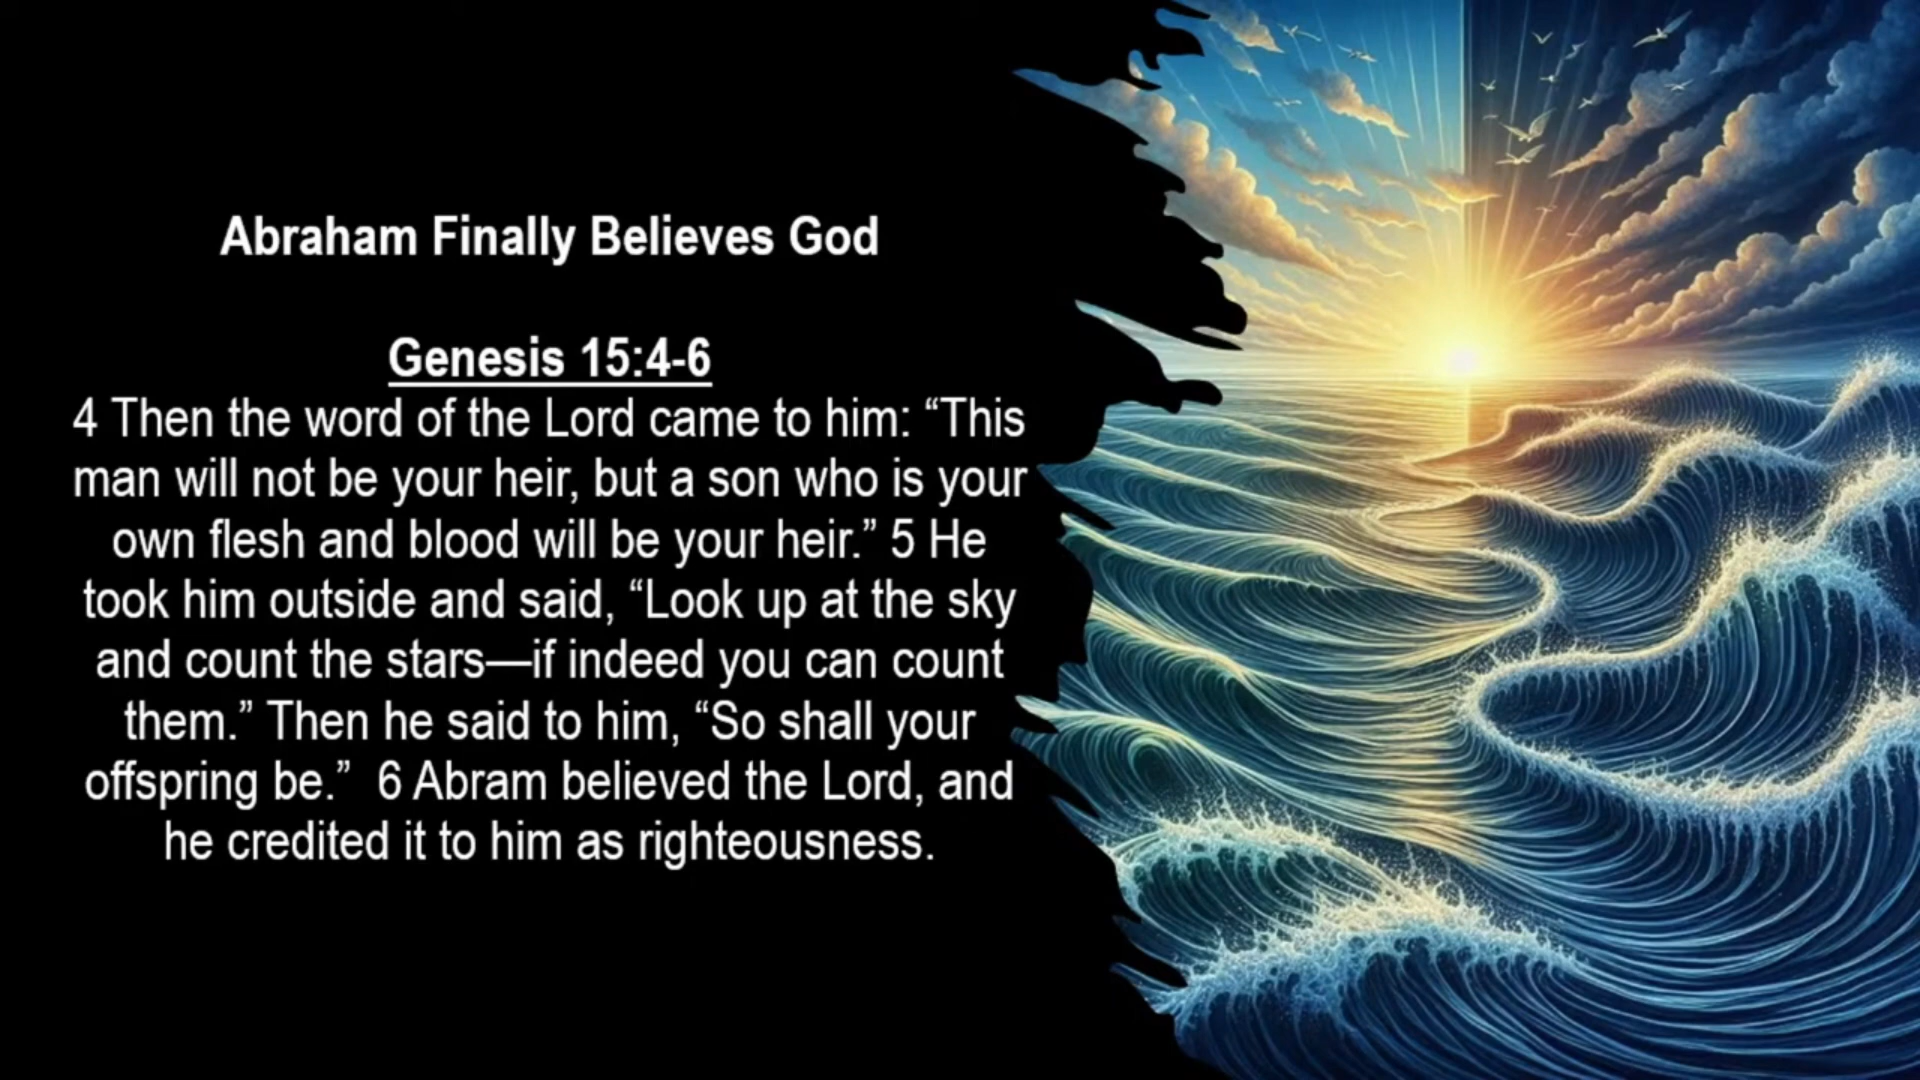 Abraham Finally Believes God
Genesis 15:4-6
4 Then the word of the Lord came to him: “This
man will not be your heir, but a son who is your
own flesh and blood will be your heir.” 5 He
took him outside and said, “Look up at the sky
and count the stars—if indeed you can count
them.” Then he said to him, “So shall your
offspring be.”  6 Abram believed the Lord, and
he credited it to him as righteousness.